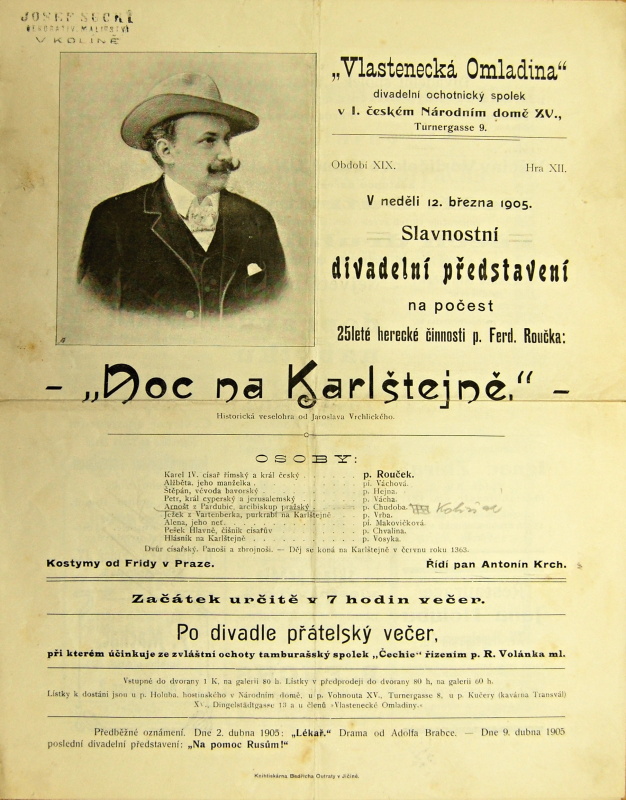 JOSEF SUCHÝ
DEKORATIV. MALÍŘSTVÍ
V KOLÍNĚ
„Vlastenecká Omladina“
divadelní ochotnický spolek
v I. českém Národním domě XV.,
Turnergasse 9.
Období XIX. Hra XII.
V neděli 12. března 1905.
Slavnostní
divadelní představení
na počest
25leté herecké činnosti p. Ferd. Roučka:
- „Noc na Karlštejně.“ -
Historická veselohra od Jaroslava Vrchlického.
OSOBY:
Karel IV. císař římský a král český . . . . . . . p. Rouček.
Alžběta, jeho manželka . . . . . . . pí. Váchová.
Štěpán, vévoda bavorský . . . . . . . p. Hejna.
Petr, král cyperský a jerusalemský . . . . . . . p. Vácha.
Arnošt z Pardubic, arcibiskup pražský . . . . . . . p. Chudoba.
Ješek z Vartenberka, purkrabí na Karlštejně . . . p. Vrba.
Alena, jeho neť . . . . . . . pí. Makovičková.
Pešek Hlavně, číšník císařův . . . . . . . p. Chvalina.
Hlásník na Karlštejně . . . . . . . p. Vosyka.
Dvůr císařský. Panoši a zbrojnoši. — Děj se koná na Karlštejně v červnu roku 1363.
Kostymy od Fridy v Praze. Řídí pan Antonín Krch.
Začátek určitě v 7 hodin večer.
Po divadle přátelský večer,
při kterém účinkuje ze zvláštní ochoty tamburašský spolek „Čechie“ řízením p. R. Volánka ml.
Vstupné do dvorany 1 K, na galerii 80 h. Lístky v předprodeji do dvorany 80 h, na galerii 60 h.
Lístky k dostání jsou u p. Holuba, hostinského v Národním domě, u p. Vohnouta XV., Turnergasse 8, u p. Kučery (kavárna Transvál)
XV., Dingelstädtgasse 13 a u členů »Vlastenecké Omladiny.«
Předběžné oznámení. Dne 2. dubna 1905: „Lékař.“ Drama od Adolfa Brabce. — Dne 9. dubna 1905
poslední divadelní představení: „Na pomoc Rusům!“
Knihtiskárna Bedřicha Ostratý v Jičíně.